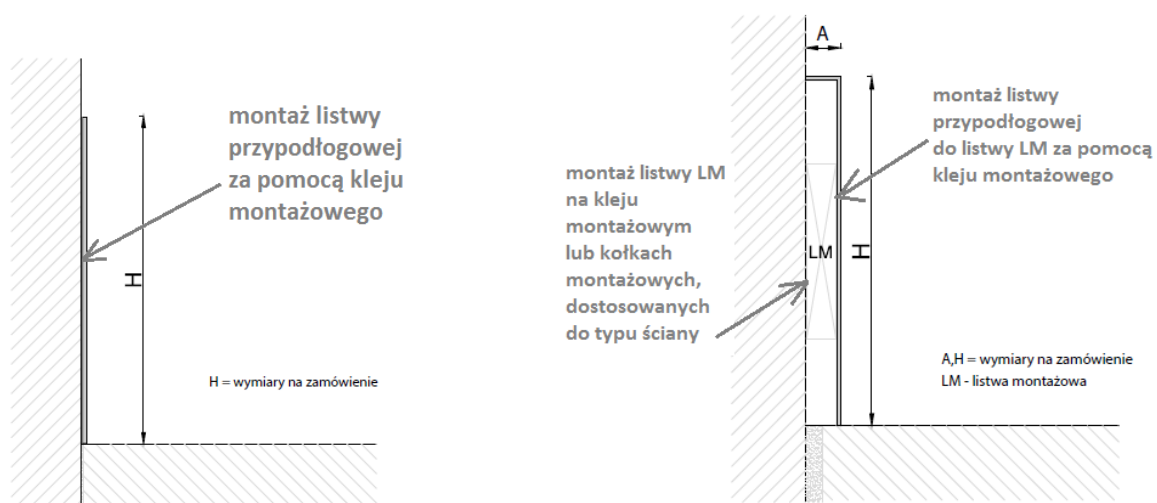 montaż listwy
przypodłogowej
za pomocą kleju
montażowego
H
H = wymiary na zamówienie
A
montaż listwy
przypodłogowej
do listwy LM za pomocą
kleju montażowego
montaż listwy LM
na kleju
montażowym
lub kołkach
montażowych,
dostosowanych
do typu ściany
LM
H
A,H = wymiary na zamówienie
LM - listwa montażowa